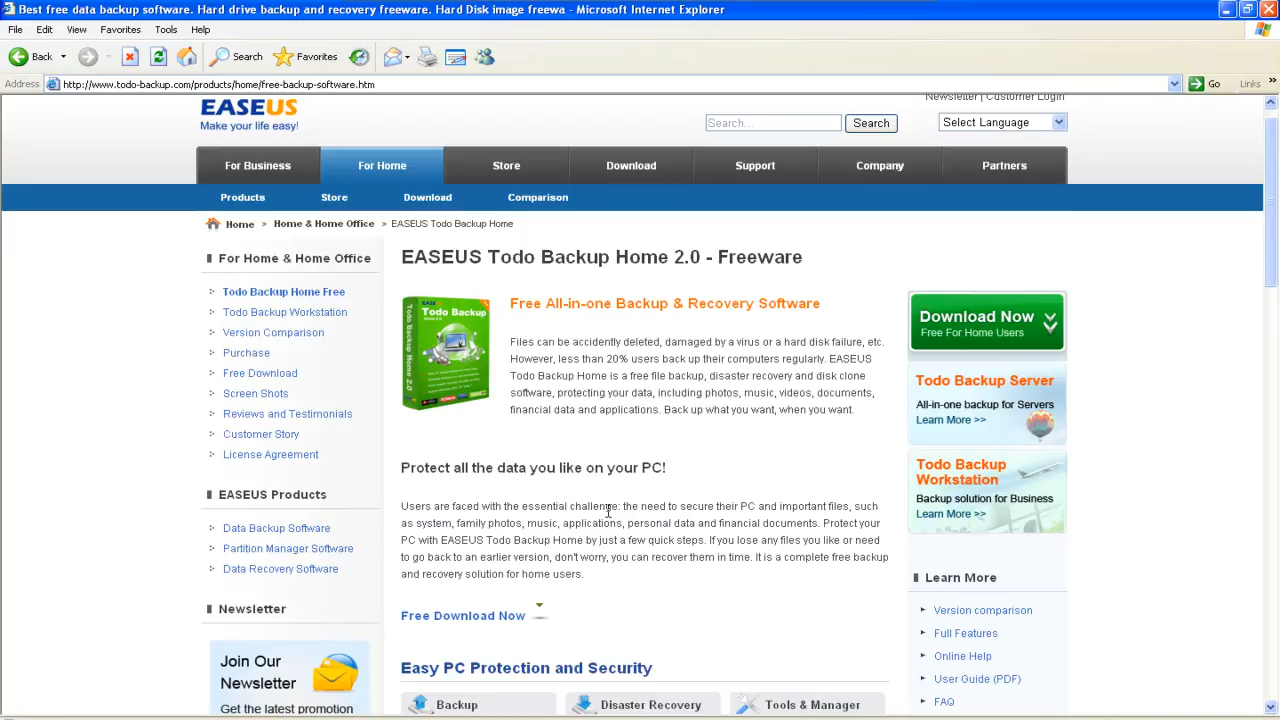 Best free data backup software. Hard drive backup and recovery freeware. Hard Disk image freewa - Microsoft Internet Explorer
File Edit View Favorites Tools Help
Back Search Favorites
Address http://www.todo-backup.com/products/home/free-backup-software.htm Go Links »
EASEUS
Make your life easy!
Newsletter | Customer Login
Search... Search Select Language
For Business For Home Store Download Support Company Partners
Products Store Download Comparison
Home > Home & Home Office > EASEUS Todo Backup Home
For Home & Home Office
Todo Backup Home Free
Todo Backup Workstation
Version Comparison
Purchase
Free Download
Screen Shots
Reviews and Testimonials
Customer Story
License Agreement
EASEUS Products
Data Backup Software
Partition Manager Software
Data Recovery Software
Newsletter
Join Our
Newsletter
Get the latest promotion
EASEUS Todo Backup Home 2.0 - Freeware
Todo Backup
Todo Backup Home 2.0
Free All-in-one Backup & Recovery Software
Files can be accidently deleted, damaged by a virus or a hard disk failure, etc.
However, less than 20% users back up their computers regularly. EASEUS
Todo Backup Home is a free file backup, disaster recovery and disk clone
software, protecting your data, including photos, music, videos, documents,
financial data and applications. Back up what you want, when you want.
Protect all the data you like on your PC!
Users are faced with the essential challenge: the need to secure their PC and important files, such
as system, family photos, music, applications, personal data and financial documents. Protect your
PC with EASEUS Todo Backup Home by just a few quick steps. If you lose any files you like or need
to go back to an earlier version, don't worry, you can recover them in time. It is a complete free backup
and recovery solution for home users.
Free Download Now
Easy PC Protection and Security
Backup Disaster Recovery Tools & Manager
Download Now
Free For Home Users
Todo Backup Server
All-in-one backup for Servers
Learn More >>
Todo Backup
Workstation
Backup solution for Business
Learn More >>
Learn More
Version comparison
Full Features
Online Help
User Guide (PDF)
FAQ